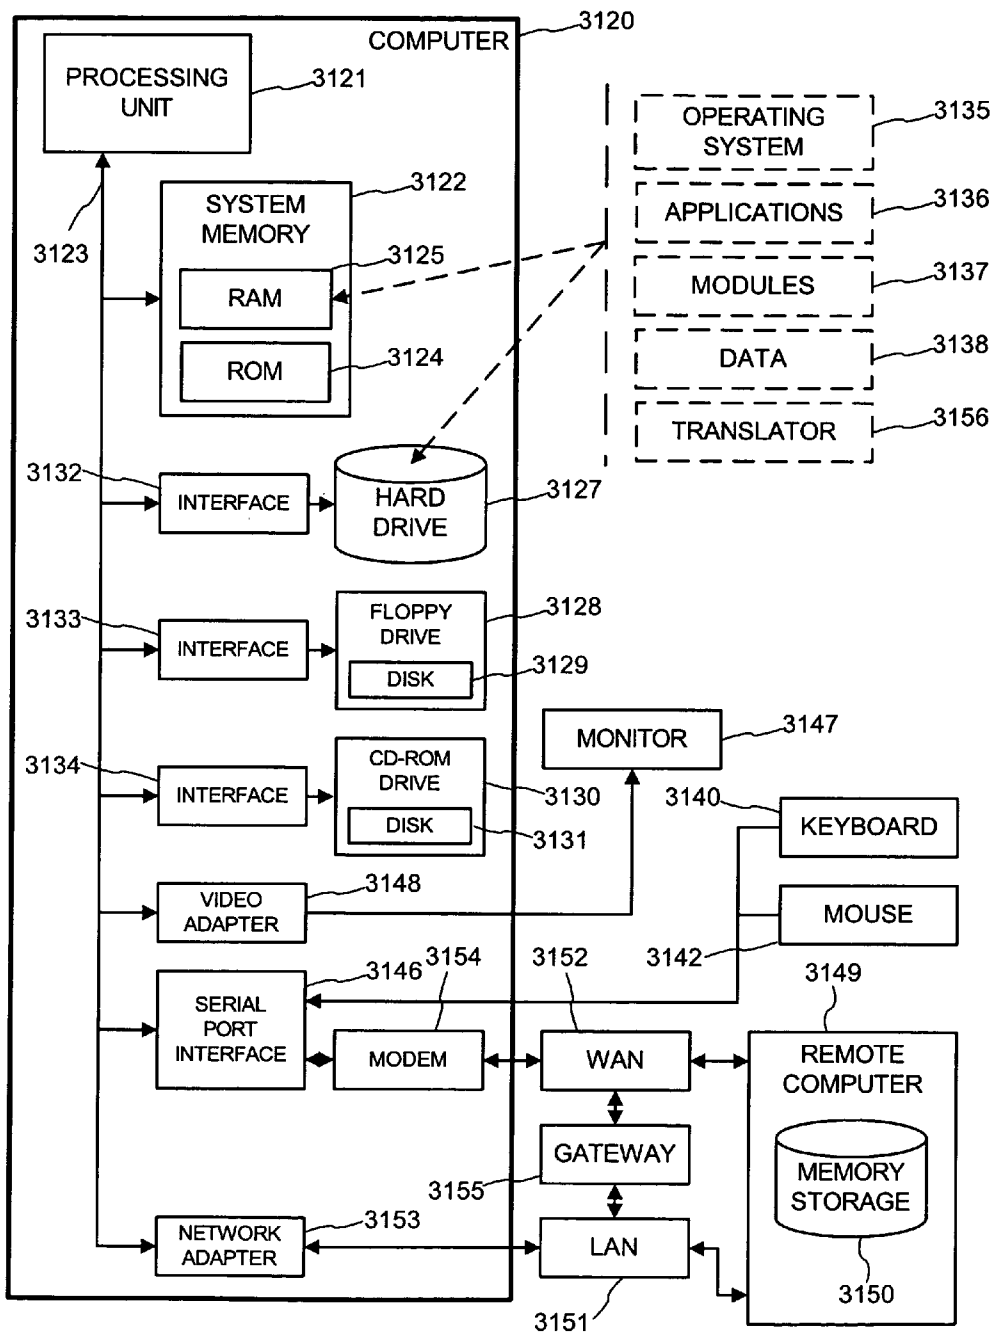 3120
COMPUTER
PROCESSING
UNIT
3121
3123
3122
SYSTEM
MEMORY
3125
RAM
ROM
3124
OPERATING
SYSTEM
3135
APPLICATIONS
3136
MODULES
3137
DATA
3138
TRANSLATOR
3156
3132
INTERFACE
HARD
DRIVE
3127
3133
INTERFACE
FLOPPY
DRIVE
3128
DISK
3129
3134
INTERFACE
CD-ROM
DRIVE
3130
DISK
3131
MONITOR
3147
3140
KEYBOARD
MOUSE
3142
VIDEO
ADAPTER
3148
3146
SERIAL
PORT
INTERFACE
3154
MODEM
3152
WAN
3149
REMOTE
COMPUTER
GATEWAY
3155
MEMORY
STORAGE
3150
NETWORK
ADAPTER
3153
LAN
3151